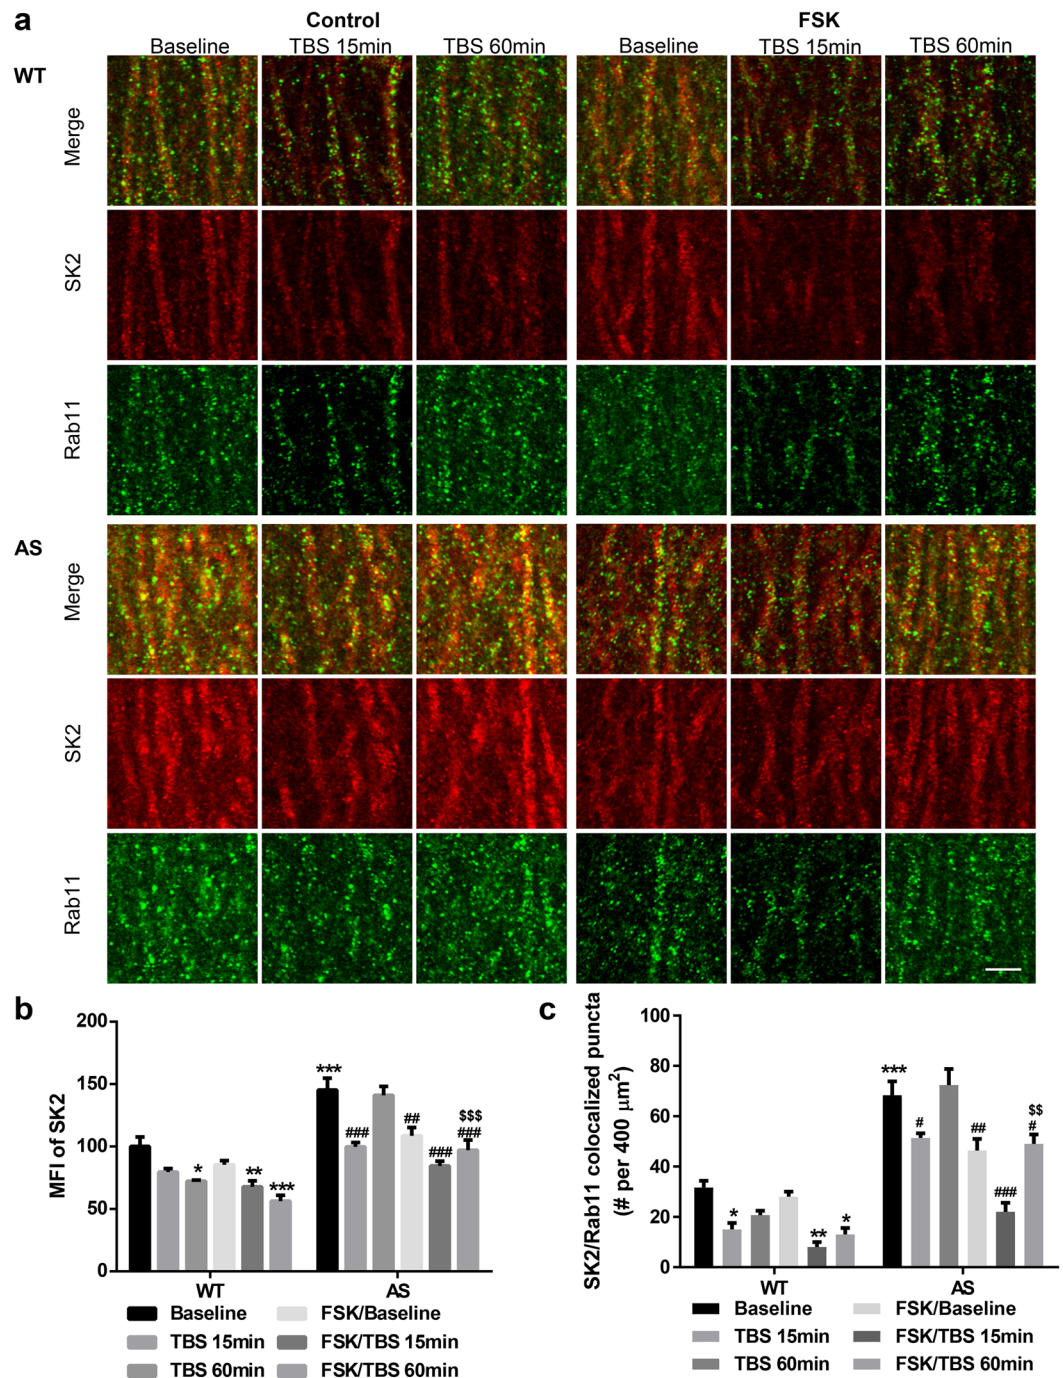 a
Control
FSK
Baseline TBS 15min TBS 60min Baseline TBS 15min TBS 60min
WT
Merge
SK2
Rab11
AS
Merge
SK2
Rab11
b
MFI of SK2
200
150
100
50
0
*
**
***
***
###
##
###
$$$
###
WT AS
Baseline FSK/Baseline
TBS 15min FSK/TBS 15min
TBS 60min FSK/TBS 60min
c
SK2/Rab11 colocalized puncta
(# per 400 μm²)
100
80
60
40
20
0
*
**
*
***
#
##
###
$$
#
WT AS
Baseline FSK/Baseline
TBS 15min FSK/TBS 15min
TBS 60min FSK/TBS 60min